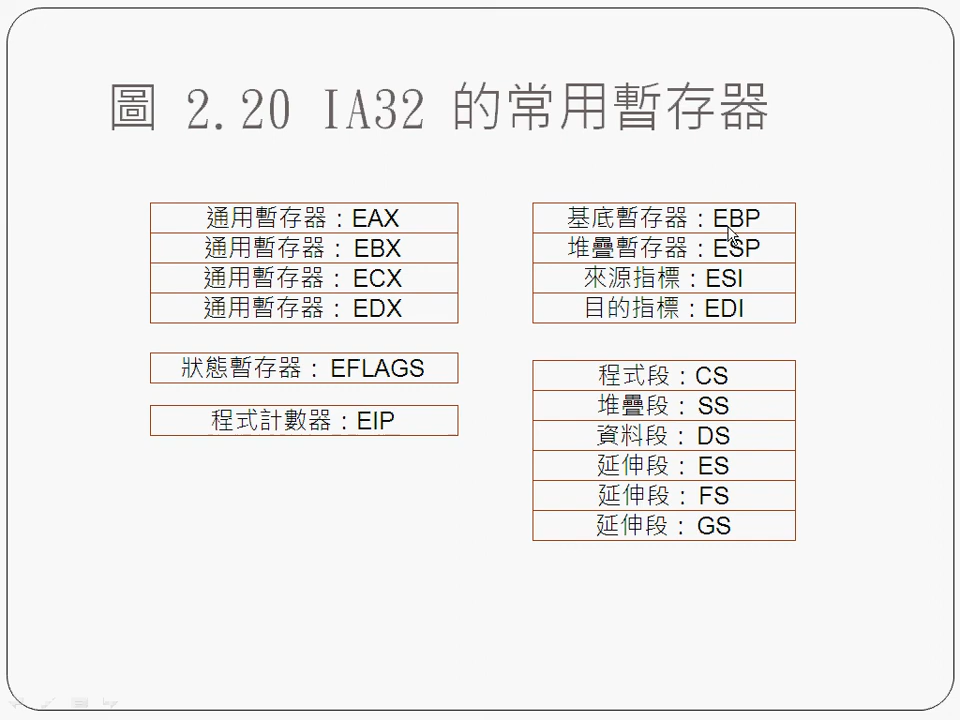 圖 2.20 IA32 的常用暫存器
通用暫存器：EAX
通用暫存器： EBX
通用暫存器： ECX
通用暫存器： EDX
狀態暫存器： EFLAGS
程式計數器：EIP
基底暫存器：EBP
堆疊暫存器：ESP
來源指標：ESI
目的指標：EDI
程式段：CS
堆疊段： SS
資料段： DS
延伸段： ES
延伸段： FS
延伸段： GS